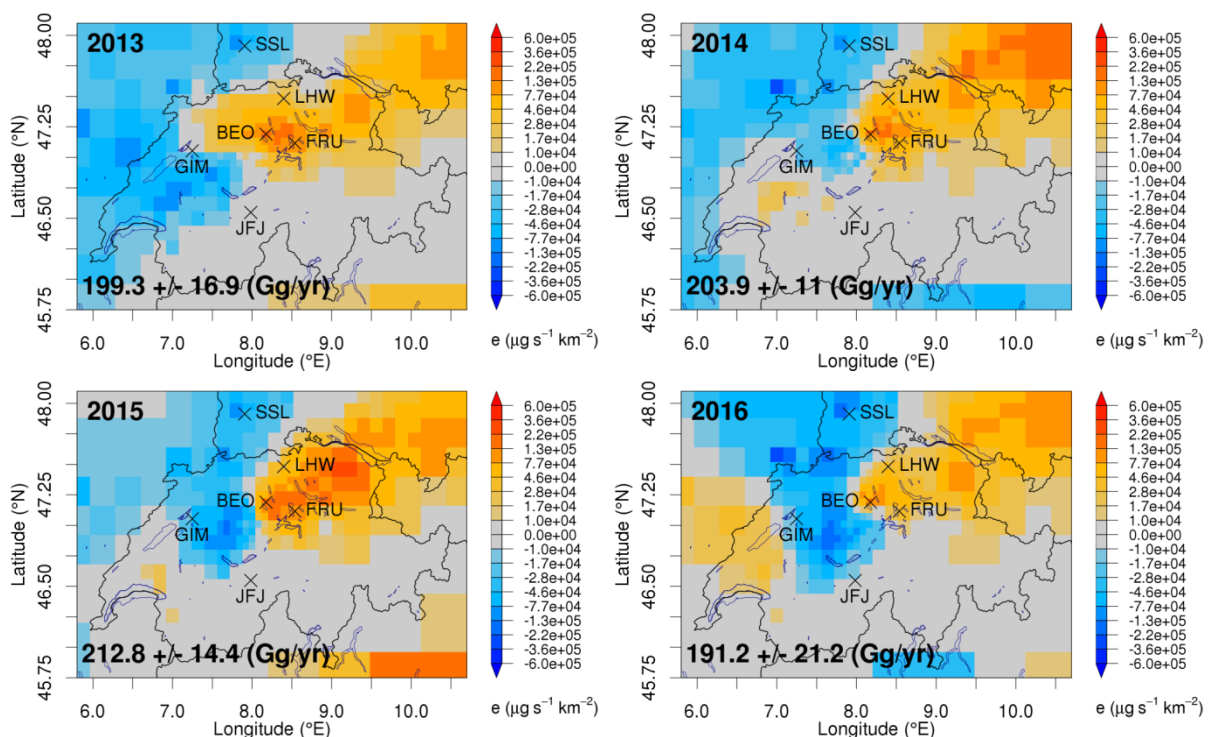 2013
SSL
LHW
BEO
FRU
GIM
JFJ
199.3 +/- 16.9 (Gg/yr)
48.00
47.25
46.50
45.75
Latitude (°N)
6.0 7.0 8.0 9.0 10.0
Longitude (°E)
6.0e+05
3.6e+05
2.2e+05
1.3e+05
7.7e+04
4.6e+04
2.8e+04
1.7e+04
1.0e+04
0.00e+00
-1.0e+04
-1.7e+04
-2.8e+04
-4.6e+04
-7.7e+04
-1.3e+05
-2.2e+05
-3.6e+05
-6.0e+05
e (μg s⁻¹ km⁻²)
2014
SSL
LHW
BEO
FRU
GIM
JFJ
203.9 +/- 11 (Gg/yr)
48.00
47.25
46.50
45.75
Latitude (°N)
6.0 7.0 8.0 9.0 10.0
Longitude (°E)
6.0e+05
3.6e+05
2.2e+05
1.3e+05
7.7e+04
4.6e+04
2.8e+04
1.7e+04
1.0e+04
0.00e+00
-1.0e+04
-1.7e+04
-2.8e+04
-4.6e+04
-7.7e+04
-1.3e+05
-2.2e+05
-3.6e+05
-6.0e+05
e (μg s⁻¹ km⁻²)
2015
SSL
LHW
BEO
FRU
GIM
JFJ
212.8 +/- 14.4 (Gg/yr)
48.00
47.25
46.50
45.75
Latitude (°N)
6.0 7.0 8.0 9.0 10.0
Longitude (°E)
6.0e+05
3.6e+05
2.2e+05
1.3e+05
7.7e+04
4.6e+04
2.8e+04
1.7e+04
1.0e+04
0.00e+00
-1.0e+04
-1.7e+04
-2.8e+04
-4.6e+04
-7.7e+04
-1.3e+05
-2.2e+05
-3.6e+05
-6.0e+05
e (μg s⁻¹ km⁻²)
2016
SSL
LHW
BEO
FRU
GIM
JFJ
191.2 +/- 21.2 (Gg/yr)
48.00
47.25
46.50
45.75
Latitude (°N)
6.0 7.0 8.0 9.0 10.0
Longitude (°E)
6.0e+05
3.6e+05
2.2e+05
1.3e+05
7.7e+04
4.6e+04
2.8e+04
1.7e+04
1.0e+04
0.00e+00
-1.0e+04
-1.7e+04
-2.8e+04
-4.6e+04
-7.7e+04
-1.3e+05
-2.2e+05
-3.6e+05
-6.0e+05
e (μg s⁻¹ km⁻²)